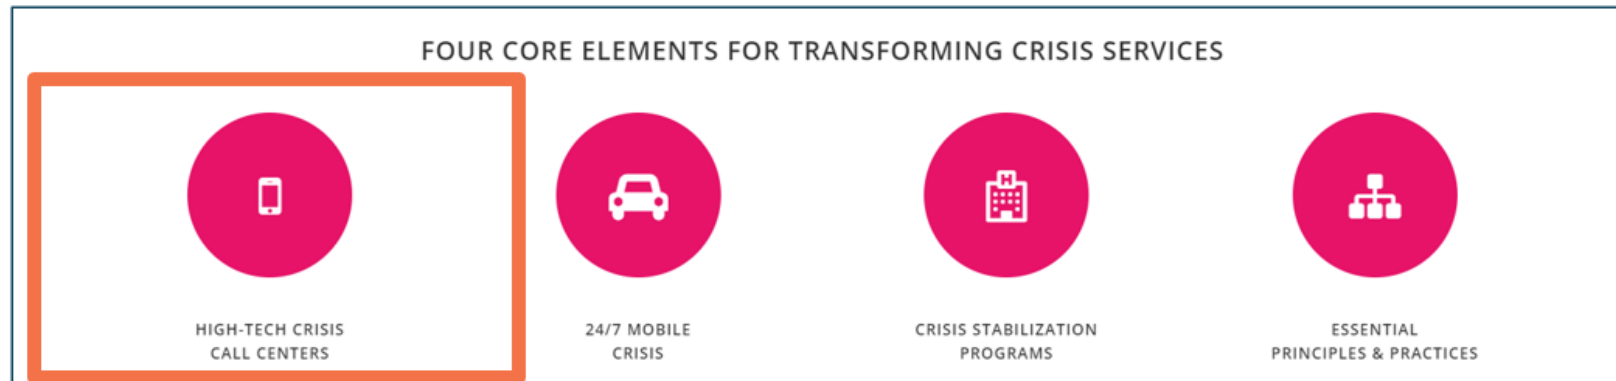 FOUR CORE ELEMENTS FOR TRANSFORMING CRISIS SERVICES
HIGH-TECH CRISIS
CALL CENTERS
24/7 MOBILE
CRISIS
H
CRISIS STABILIZATION
PROGRAMS
ESSENTIAL
PRINCIPLES & PRACTICES